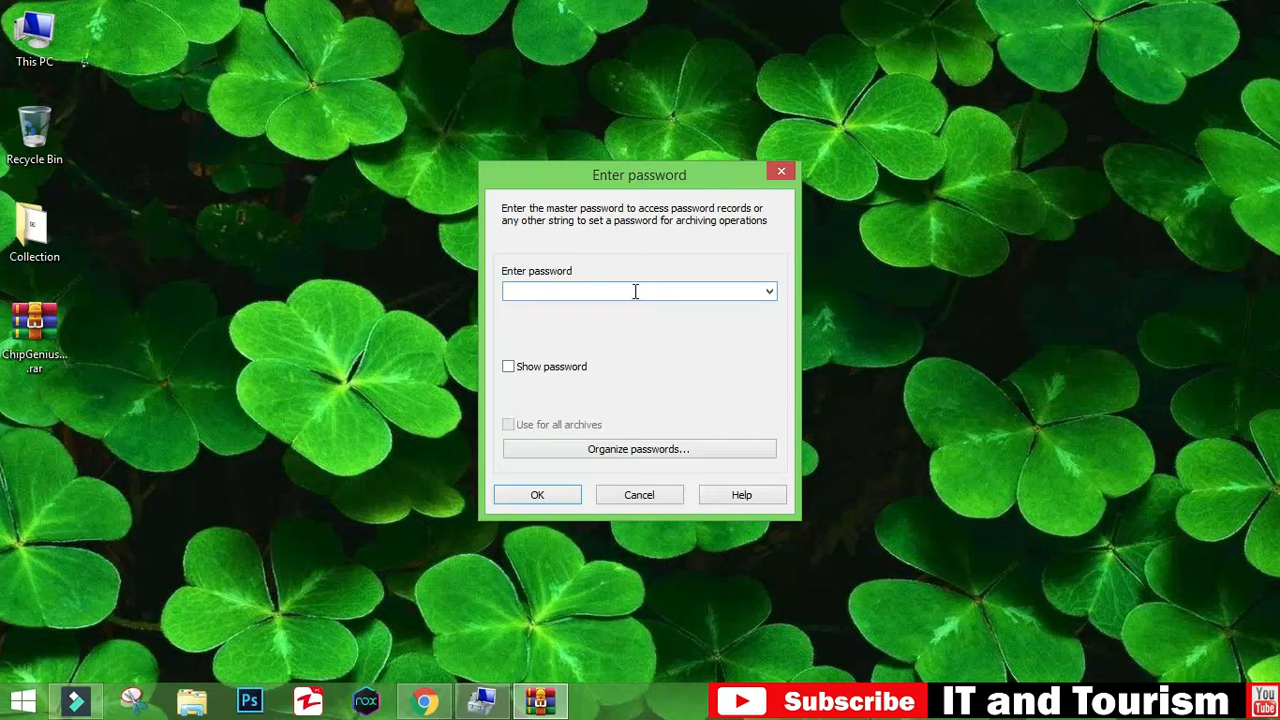 This PC
Recycle Bin
Collection
ChipGenius...
.rar
Enter password
Enter the master password to access password records or
any other string to set a password for archiving operations
Enter password
Show password
Use for all archives
Organize passwords...
OK
Cancel
Help
Ps
nox
Subscribe
IT and Tourism
You
Tube